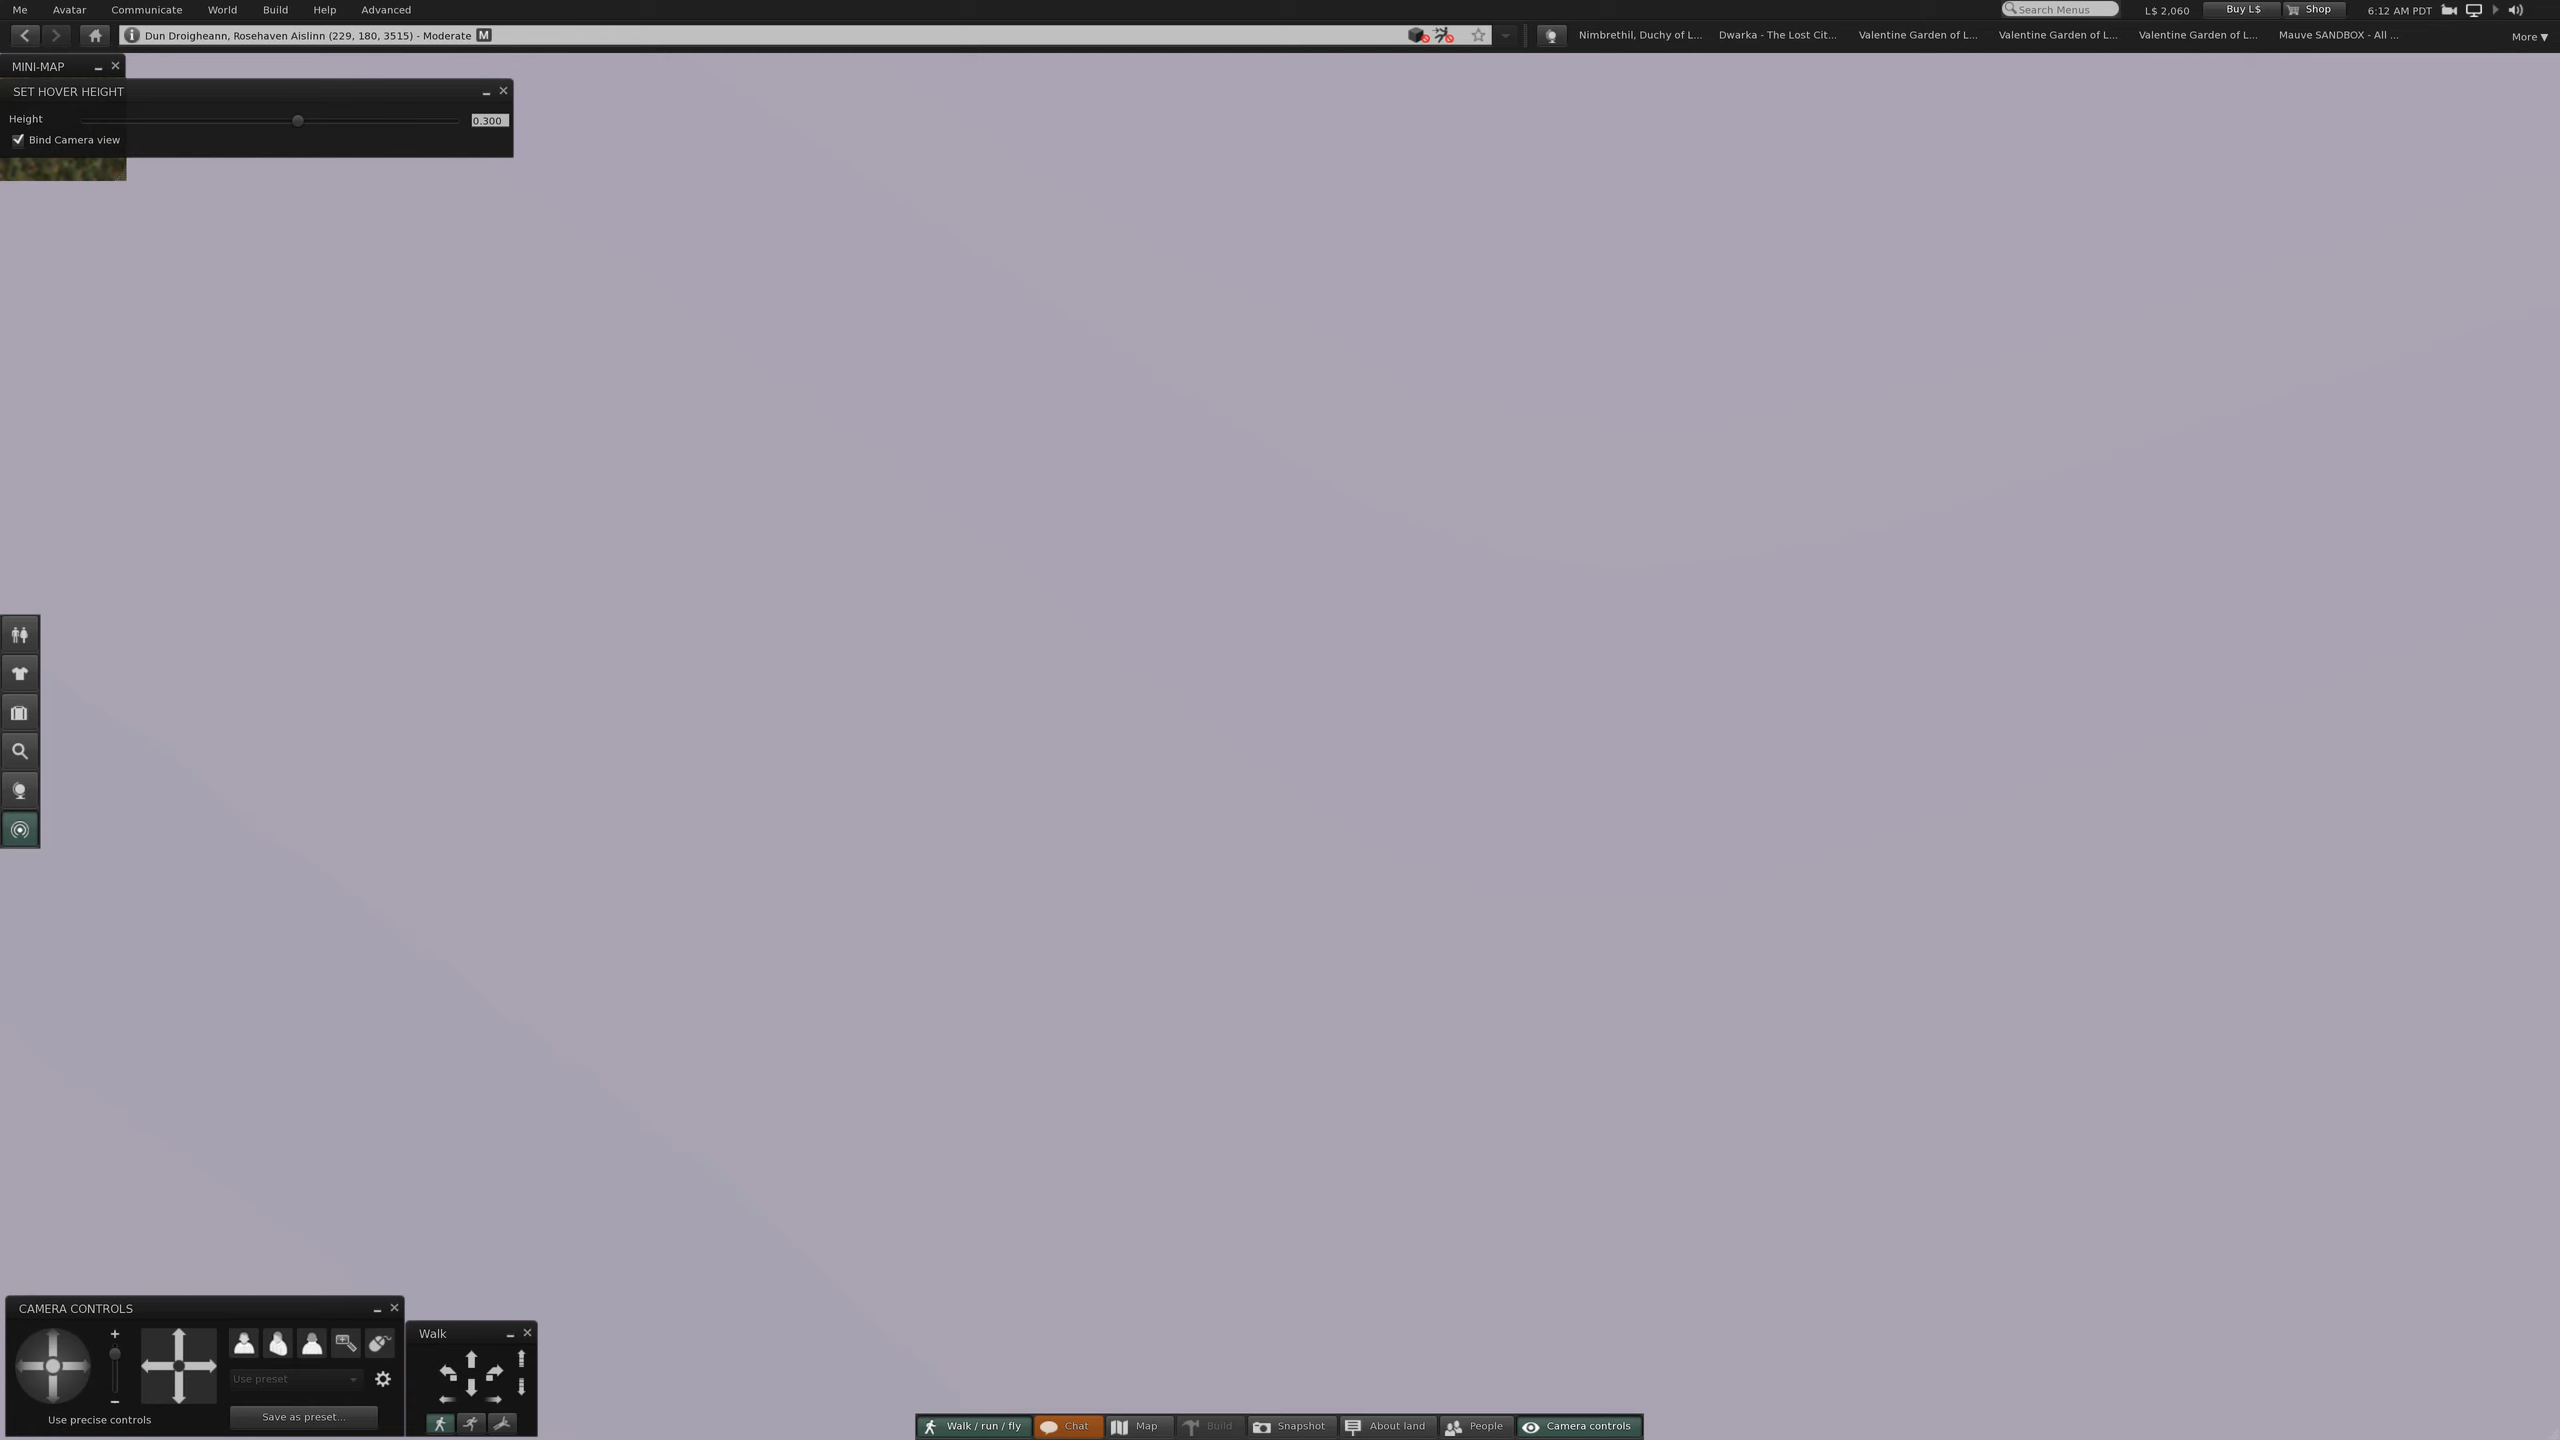 Me Avatar Communicate World Build Help Advanced Search Menus L$ 2,060 Buy L$ Shop 6:12 AM PDT
Dun Droigheann, Rosehaven Aislinn (229, 180, 3515) - Moderate M Nimbrethil, Duchy of L... Dwarka - The Lost Cit... Valentine Garden of L... Valentine Garden of L... Valentine Garden of L... Mauve SANDBOX - All ... More ▼
MINI-MAP
SET HOVER HEIGHT
Height 0.300
Bind Camera view
CAMERA CONTROLS
Use preset
Use precise controls
Save as preset...
Walk
Walk / run / fly Chat Map Build Snapshot About land People Camera controls